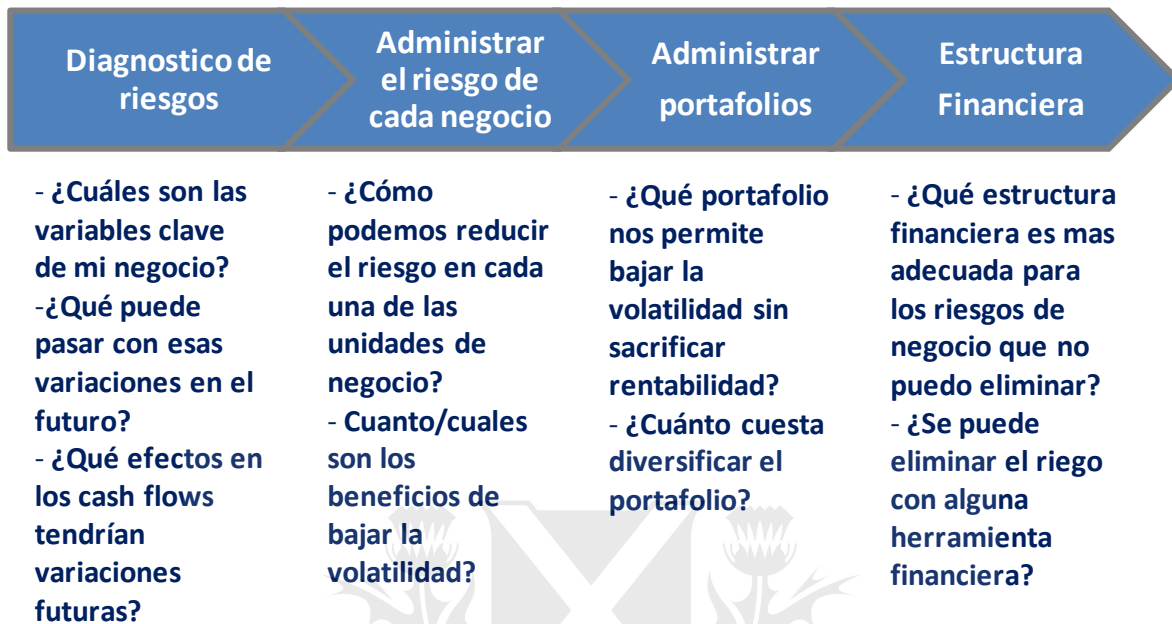 Diagnostico de
riesgos
Administrar
el riesgo de
cada negocio
Administrar
portafolios
Estructura
Financiera
- ¿Cuáles son las
variables clave
de mi negocio?
-¿Qué puede
pasar con esas
variaciones en el
futuro?
- ¿Qué efectos en
los cash flows
tendrían
variaciones
futuras?
- ¿Cómo
podemos reducir
el riesgo en cada
una de las
unidades de
negocio?
- Cuanto/cuales
son los
beneficios de
bajar la
volatilidad?
- ¿Qué portafolio
nos permite
bajar la
volatilidad sin
sacrificar
rentabilidad?
- ¿Cuánto cuesta
diversificar el
portafolio?
- ¿Qué estructura
financiera es mas
adecuada para
los riesgos de
negocio que no
puedo eliminar?
- ¿Se puede
eliminar el riego
con alguna
herramienta
financiera?